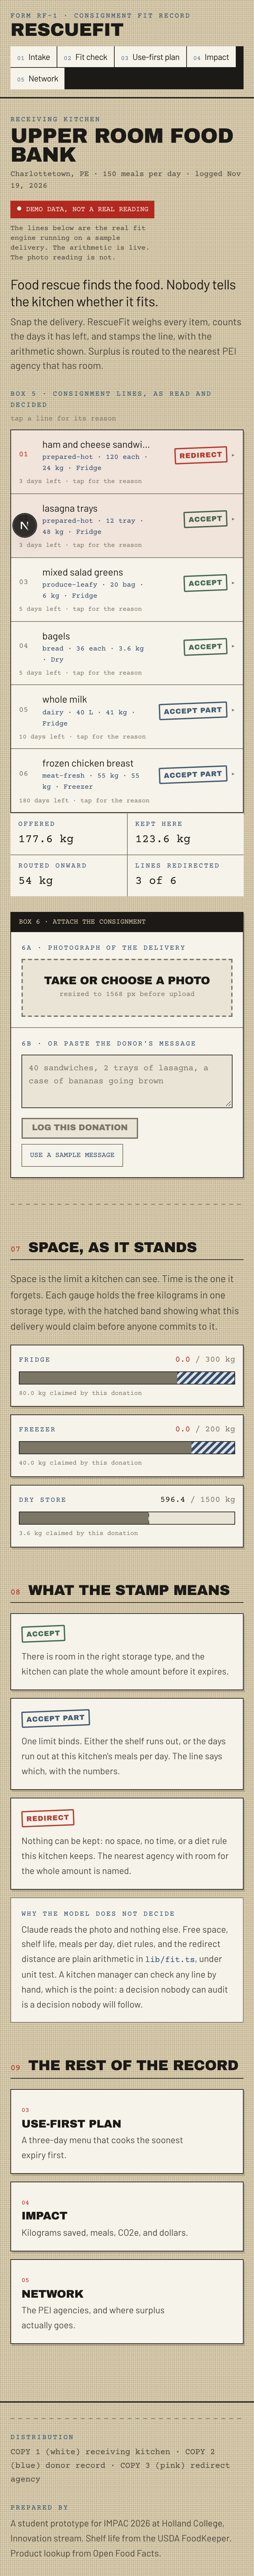 FORM RF-1 · CONSIGNMENT FIT RECORD
RESCUEFIT
01 Intake
02 Fit check
03 Use-first plan
04 Impact
05 Network
RECEIVING KITCHEN
UPPER ROOM FOOD
BANK
Charlottetown, PE · 150 meals per day · logged Nov
19, 2026
DEMO DATA, NOT A REAL READING
The lines below are the real fit
engine running on a sample
delivery. The arithmetic is live.
The photo reading is not.
Food rescue finds the food. Nobody tells
the kitchen whether it fits.
Snap the delivery. RescueFit weighs every item, counts
the days it has left, and stamps the line, with the
arithmetic shown. Surplus is routed to the nearest PEI
agency that has room.
BOX 5 · CONSIGNMENT LINES, AS READ AND
DECIDED
tap a line for its reason
01
ham and cheese sandwi...
prepared-hot · 120 each ·
24 kg · Fridge
REDIRECT
3 days left · tap for the reason
N
lasagna trays
prepared-hot · 12 tray ·
48 kg · Fridge
ACCEPT
3 days left · tap for the reason
03
mixed salad greens
produce-leafy · 20 bag ·
6 kg · Fridge
ACCEPT
5 days left · tap for the reason
04
bagels
bread · 36 each · 3.6 kg
· Dry
ACCEPT
5 days left · tap for the reason
05
whole milk
dairy · 40 L · 41 kg ·
Fridge
ACCEPT PART
10 days left · tap for the reason
06
frozen chicken breast
meat-fresh · 55 kg · 55
kg · Freezer
ACCEPT PART
180 days left · tap for the reason
OFFERED
177.6 kg
KEPT HERE
123.6 kg
ROUTED ONWARD
54 kg
LINES REDIRECTED
3 of 6
BOX 6 · ATTACH THE CONSIGNMENT
6A · PHOTOGRAPH OF THE DELIVERY
TAKE OR CHOOSE A PHOTO
resized to 1568 px before upload
6B · OR PASTE THE DONOR'S MESSAGE
40 sandwiches, 2 trays of lasagna, a
case of bananas going brown
LOG THIS DONATION
USE A SAMPLE MESSAGE
07 SPACE, AS IT STANDS
Space is the limit a kitchen can see. Time is the one it
forgets. Each gauge holds the free kilograms in one
storage type, with the hatched band showing what this
delivery would claim before anyone commits to it.
FRIDGE
0.0 / 300 kg
80.0 kg claimed by this donation
FREEZER
0.0 / 200 kg
40.0 kg claimed by this donation
DRY STORE
596.4 / 1500 kg
3.6 kg claimed by this donation
08 WHAT THE STAMP MEANS
ACCEPT
There is room in the right storage type, and the
kitchen can plate the whole amount before it expires.
ACCEPT PART
One limit binds. Either the shelf runs out, or the days
run out at this kitchen's meals per day. The line says
which, with the numbers.
REDIRECT
Nothing can be kept: no space, no time, or a diet rule
this kitchen keeps. The nearest agency with room for
the whole amount is named.
WHY THE MODEL DOES NOT DECIDE
Claude reads the photo and nothing else. Free space,
shelf life, meals per day, diet rules, and the redirect
distance are plain arithmetic in lib/fit.ts, under
unit test. A kitchen manager can check any line by
hand, which is the point: a decision nobody can audit
is a decision nobody will follow.
09 THE REST OF THE RECORD
03
USE-FIRST PLAN
A three-day menu that cooks the soonest
expiry first.
04
IMPACT
Kilograms saved, meals, CO2e, and dollars.
05
NETWORK
The PEI agencies, and where surplus
actually goes.
DISTRIBUTION
COPY 1 (white) receiving kitchen · COPY 2
(blue) donor record · COPY 3 (pink) redirect
agency
PREPARED BY
A student prototype for IMPAC 2026 at Holland College,
Innovation stream. Shelf life from the USDA FoodKeeper.
Product lookup from Open Food Facts.